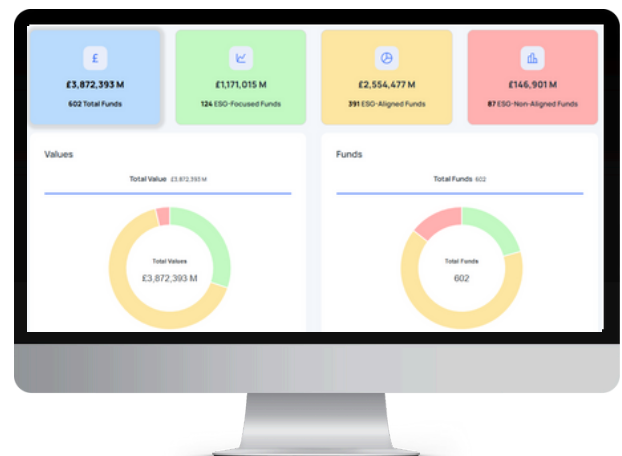 £
£3,872,393 M
602 Total Funds
£1,171,015 M
124 ESG-Focused Funds
£2,554,477 M
391 ESG-Aligned Funds
£146,901 M
87 ESG-Non-Aligned Funds
Values
Total Value £3,872,393 M
Total Values
£3,872,393 M
Funds
Total Funds 602
Total Funds
602